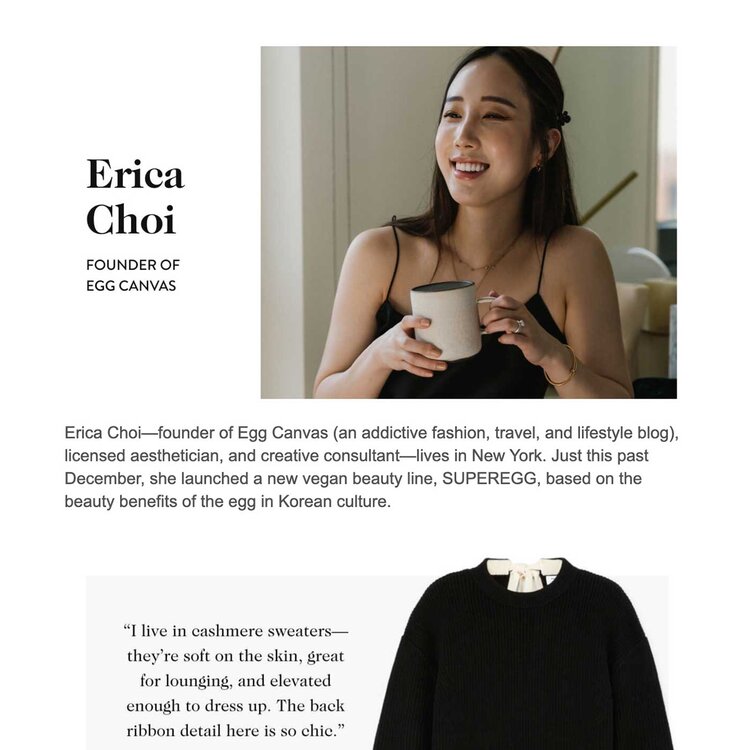 Erica
Choi
FOUNDER OF
EGG CANVAS
Erica Choi—founder of Egg Canvas (an addictive fashion, travel, and lifestyle blog),
licensed aesthetician, and creative consultant—lives in New York. Just this past
December, she launched a new vegan beauty line, SUPEREGG, based on the
beauty benefits of the egg in Korean culture.
“I live in cashmere sweaters—
they’re soft on the skin, great
for lounging, and elevated
enough to dress up. The back
ribbon detail here is so chic.”